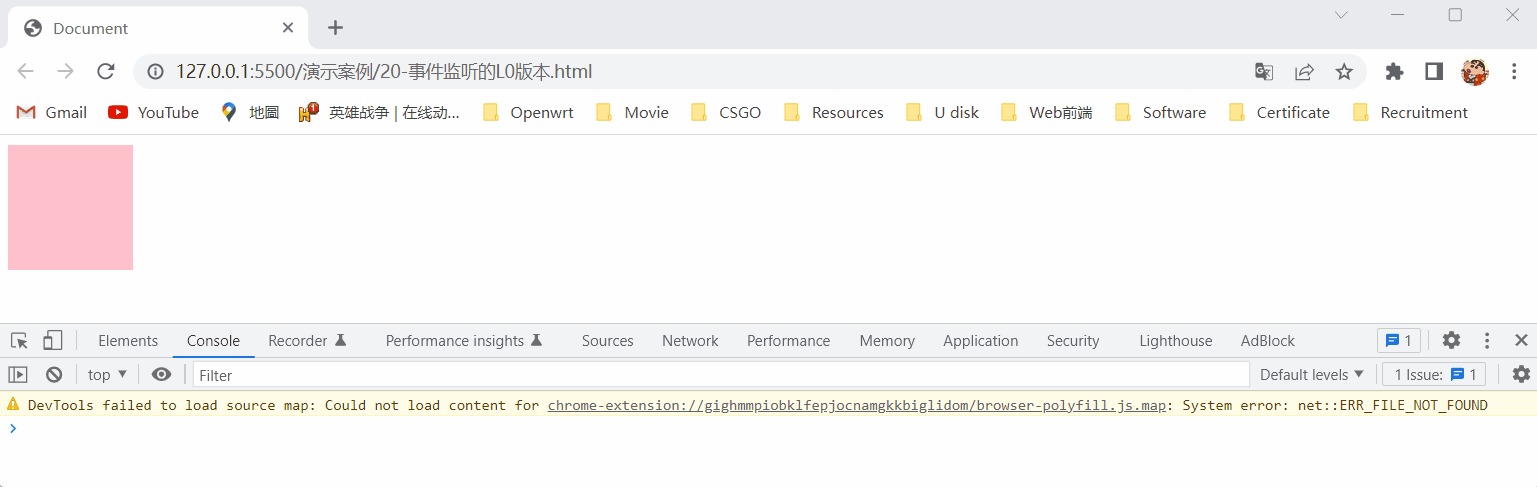 Document
127.0.0.1:5500/演示案例/20-事件监听的L0版本.html
Gmail YouTube 地圖 1 英雄战争 | 在线动... Openwrt Movie CSGO Resources U disk Web前端 Software Certificate Recruitment
Elements Console Recorder Performance insights Sources Network Performance Memory Application Security Lighthouse AdBlock 1
top Filter Default levels 1 Issue: 1
DevTools failed to load source map: Could not load content for chrome-extension://gighmmpiobklfepjocnamgkkbiglidom/browser-polyfill.js.map: System error: net::ERR_FILE_NOT_FOUND